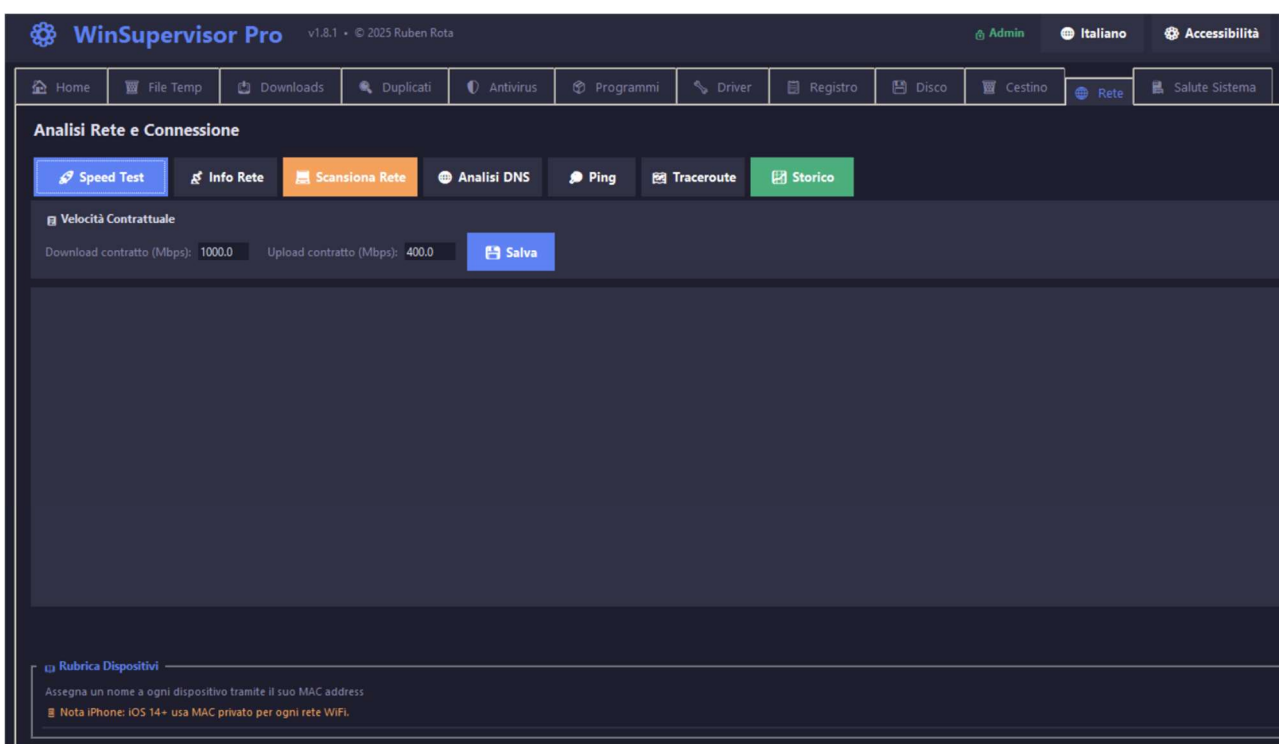 WinSupervisor Pro v1.8.1 • © 2025 Ruben Rota Admin Italiano Accessibilità
Home File Temp Downloads Duplicati Antivirus Programmi Driver Registro Disco Cestino Rete Salute Sistema
Analisi Rete e Connessione
Speed Test Info Rete Scansiona Rete Analisi DNS Ping Traceroute Storico
Velocità Contrattuale
Download contratto (Mbps): 1000.0 Upload contratto (Mbps): 400.0 Salva
Rubrica Dispositivi
Assegna un nome a ogni dispositivo tramite il suo MAC address
Nota iPhone: iOS 14+ usa MAC privato per ogni rete WiFi.